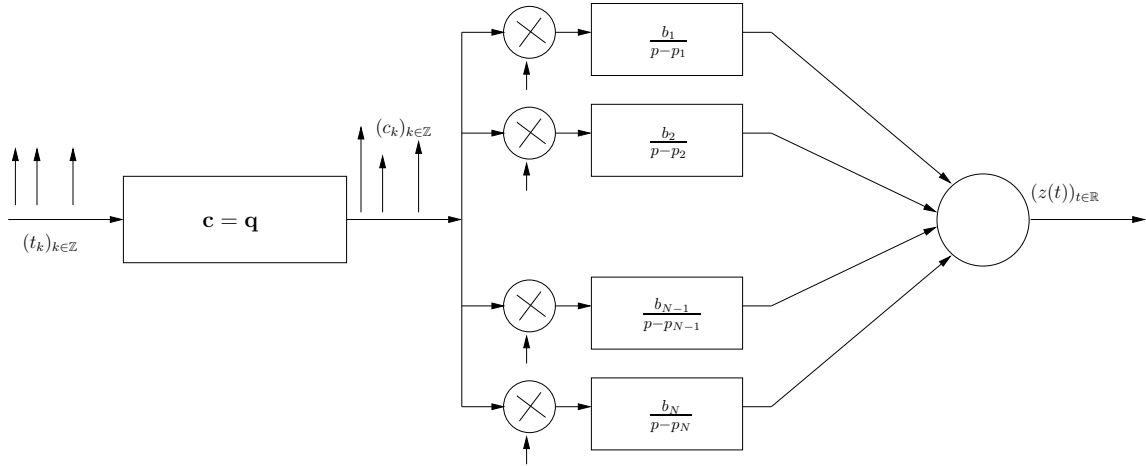 (t_k)_{k∈ℤ}
𝐜 = 𝐪
(c_k)_{k∈ℤ}
b_1/(p−p_1)
b_2/(p−p_2)
b_{N−1}/(p−p_{N−1})
b_N/(p−p_N)
(z(t))_{t∈ℝ}